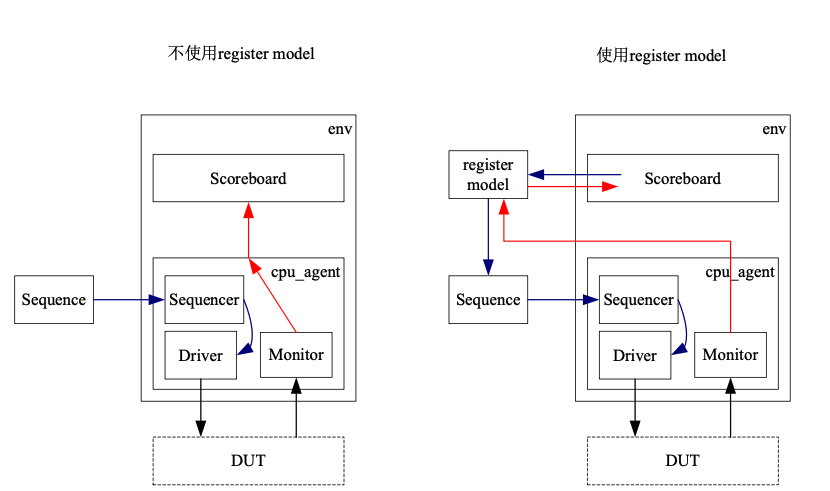 不使用register model
env
Scoreboard
cpu_agent
Sequence
Sequencer
Driver
Monitor
DUT
使用register model
env
register
model
Scoreboard
cpu_agent
Sequence
Sequencer
Driver
Monitor
DUT